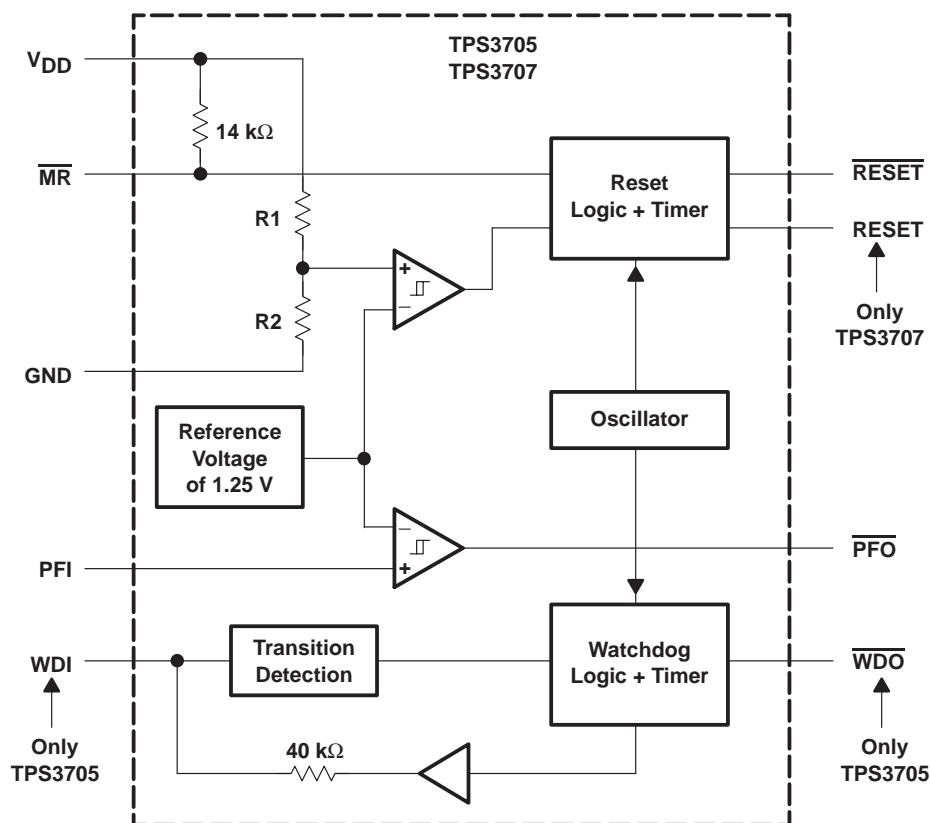 TPS3705
TPS3707
VDD
14 kΩ
MR
Reset
Logic + Timer
RESET
R1
RESET
+
−
R2
Only
TPS3707
GND
Oscillator
Reference
Voltage
of 1.25 V
−
+
PFO
PFI
Transition
Detection
Watchdog
Logic + Timer
WDI
WDO
Only
TPS3705
40 kΩ
Only
TPS3705